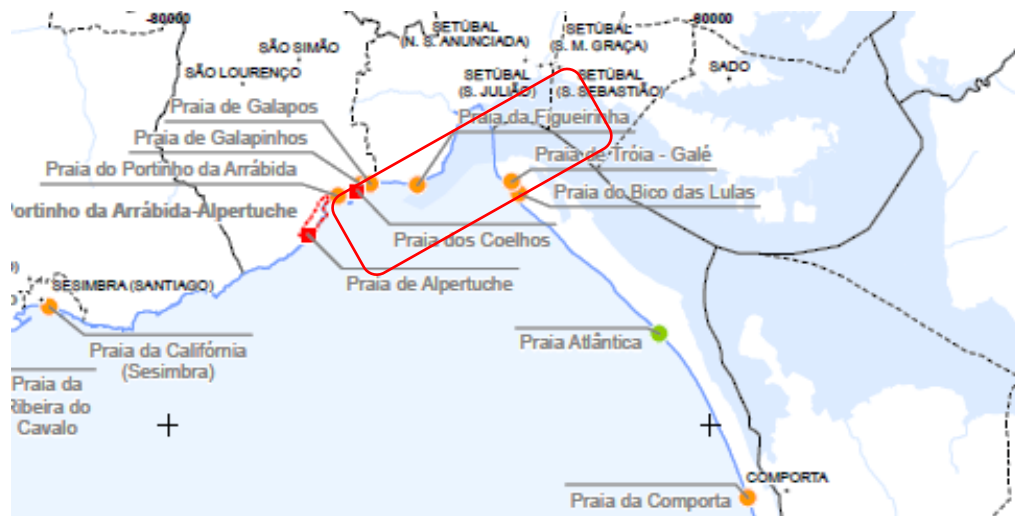 -80000
-80000
SETÚBAL
(N. S. ANUNCIADA)
SETÚBAL
(S. M. GRAÇA)
SÃO SIMÃO
SÃO LOURENÇO
SETÚBAL
(S. JULIÃO)
SETÚBAL
(S. SEBASTIÃO)
SADO
Praia de Galapos
Praia da Figueirinha
Praia de Galapinhos
Praia de Tróia - Galé
Praia do Portinho da Arrábida
Praia do Bico das Lulas
Portinho da Arrábida-Alpertuche
Praia dos Coelhos
SESIMBRA (SANTIAGO)
Praia de Alpertuche
Praia Atlântica
Praia da Califórnia
(Sesimbra)
Praia da
Ribeira do
Cavalo
COMPORTA
Praia da Comporta